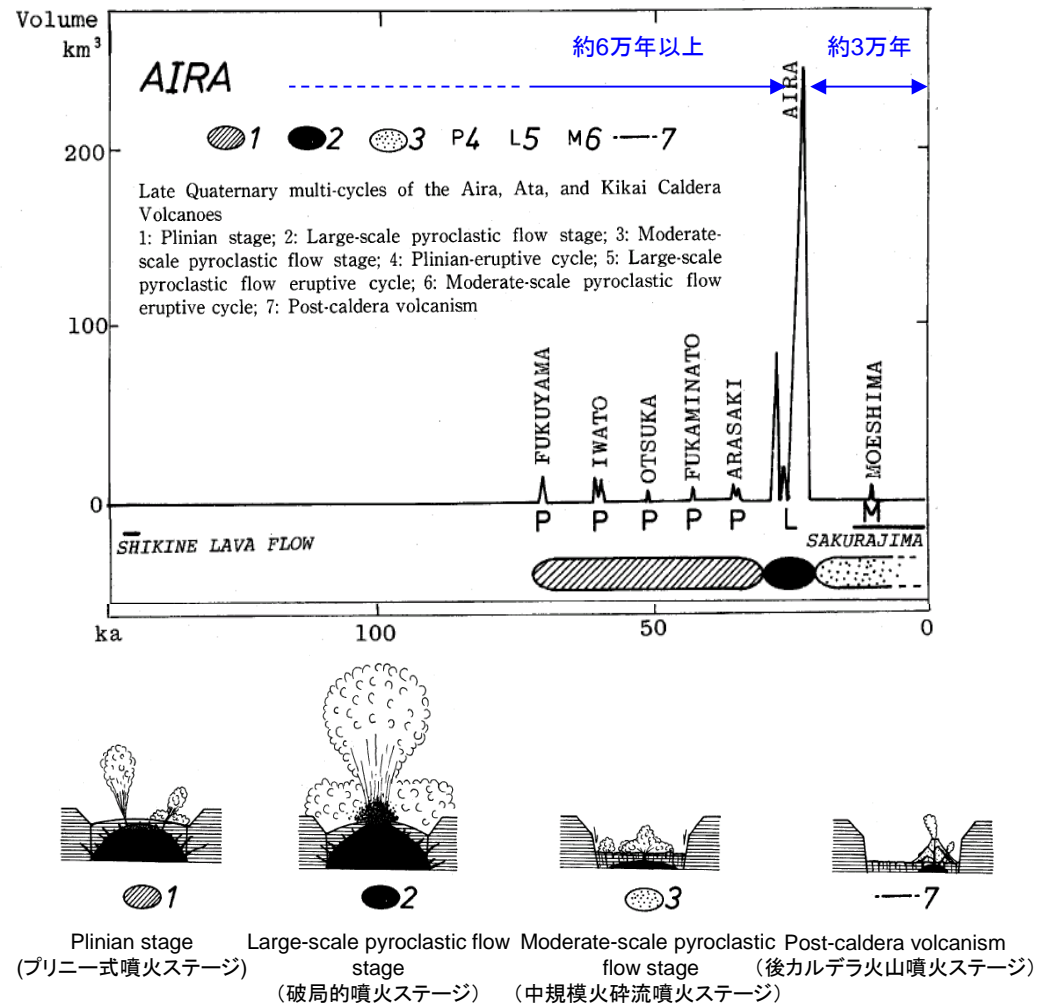 Volume
km³
約6万年以上
約3万年
AIRA
AIRA
200
1 2 3 P4 L5 M6 7
Late Quaternary multi-cycles of the Aira, Ata, and Kikai Caldera
Volcanoes
1: Plinian stage; 2: Large-scale pyroclastic flow stage; 3: Moderate-
scale pyroclastic flow stage; 4: Plinian-eruptive cycle; 5: Large-scale
pyroclastic flow eruptive cycle; 6: Moderate-scale pyroclastic flow
eruptive cycle; 7: Post-caldera volcanism
100
FUKUYAMA
IWATO
OTSUKA
FUKAMINATO
ARASAKI
MOESHIMA
0
P P P P P L M
SHIKINE LAVA FLOW
SAKURAJIMA
ka 100 50 0
1 2 3 7
Plinian stage
(プリニー式噴火ステージ)
Large-scale pyroclastic flow
stage
（破局的噴火ステージ）
Moderate-scale pyroclastic
flow stage
（中規模火砕流噴火ステージ）
Post-caldera volcanism
（後カルデラ火山噴火ステージ）